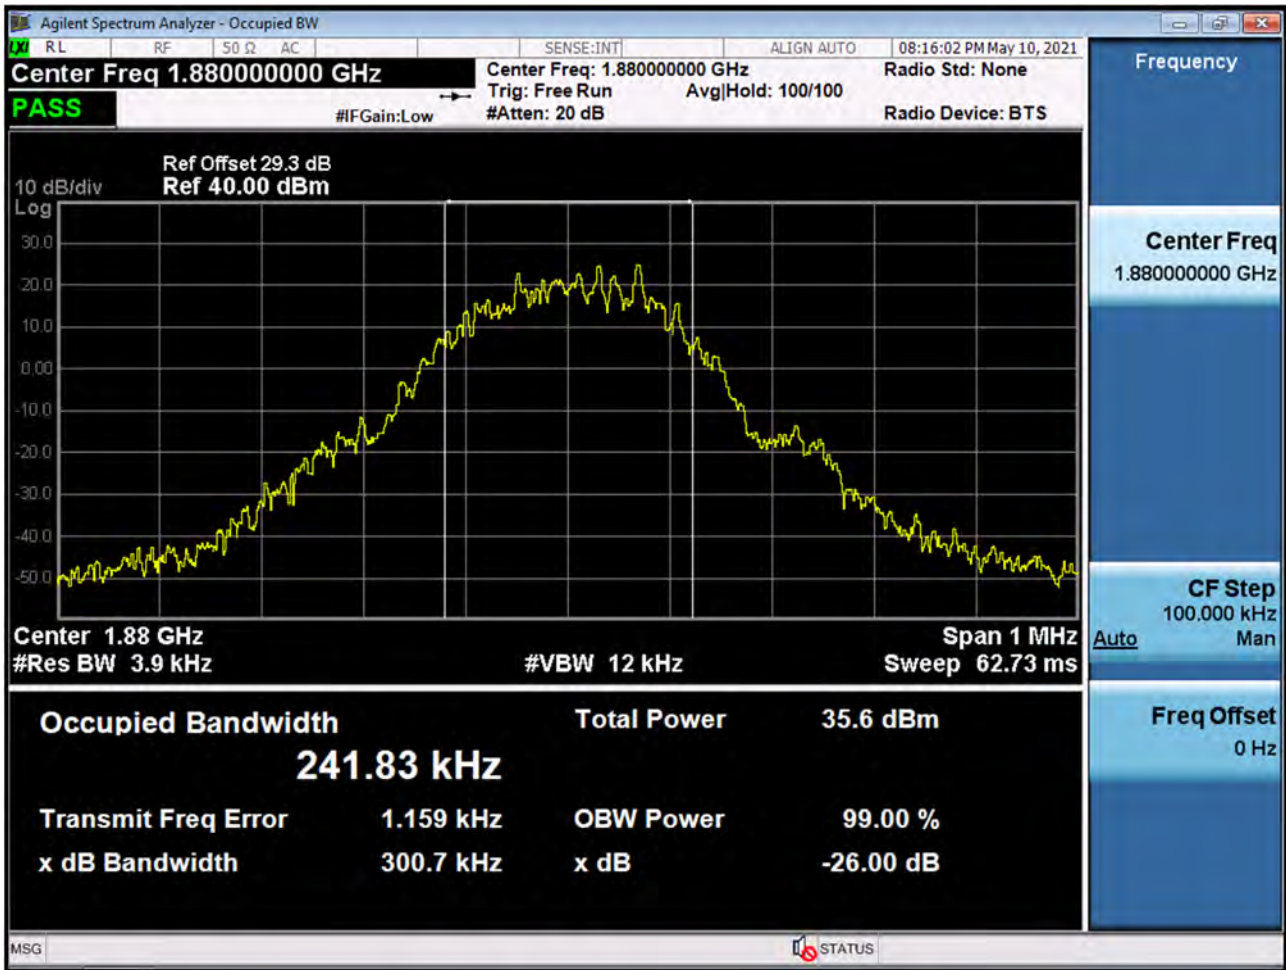 Agilent Spectrum Analyzer - Occupied BW
LXI RL RF 50 Ω AC SENSE:INT ALIGN AUTO 08:16:02 PM May 10, 2021
Center Freq 1.880000000 GHz
Center Freq: 1.880000000 GHz Radio Std: None
Trig: Free Run Avg|Hold: 100/100
PASS
#IFGain:Low #Atten: 20 dB Radio Device: BTS
Ref Offset 29.3 dB
10 dB/div Ref 40.00 dBm
Log
30.0
20.0
10.0
0.00
-10.0
-20.0
-30.0
-40.0
-50.0
Center 1.88 GHz Span 1 MHz
#Res BW 3.9 kHz #VBW 12 kHz Sweep 62.73 ms
Occupied Bandwidth Total Power 35.6 dBm
241.83 kHz
Transmit Freq Error 1.159 kHz OBW Power 99.00 %
x dB Bandwidth 300.7 kHz x dB -26.00 dB
MSG STATUS
Frequency
Center Freq
1.880000000 GHz
CF Step
100.000 kHz
Auto Man
Freq Offset
0 Hz